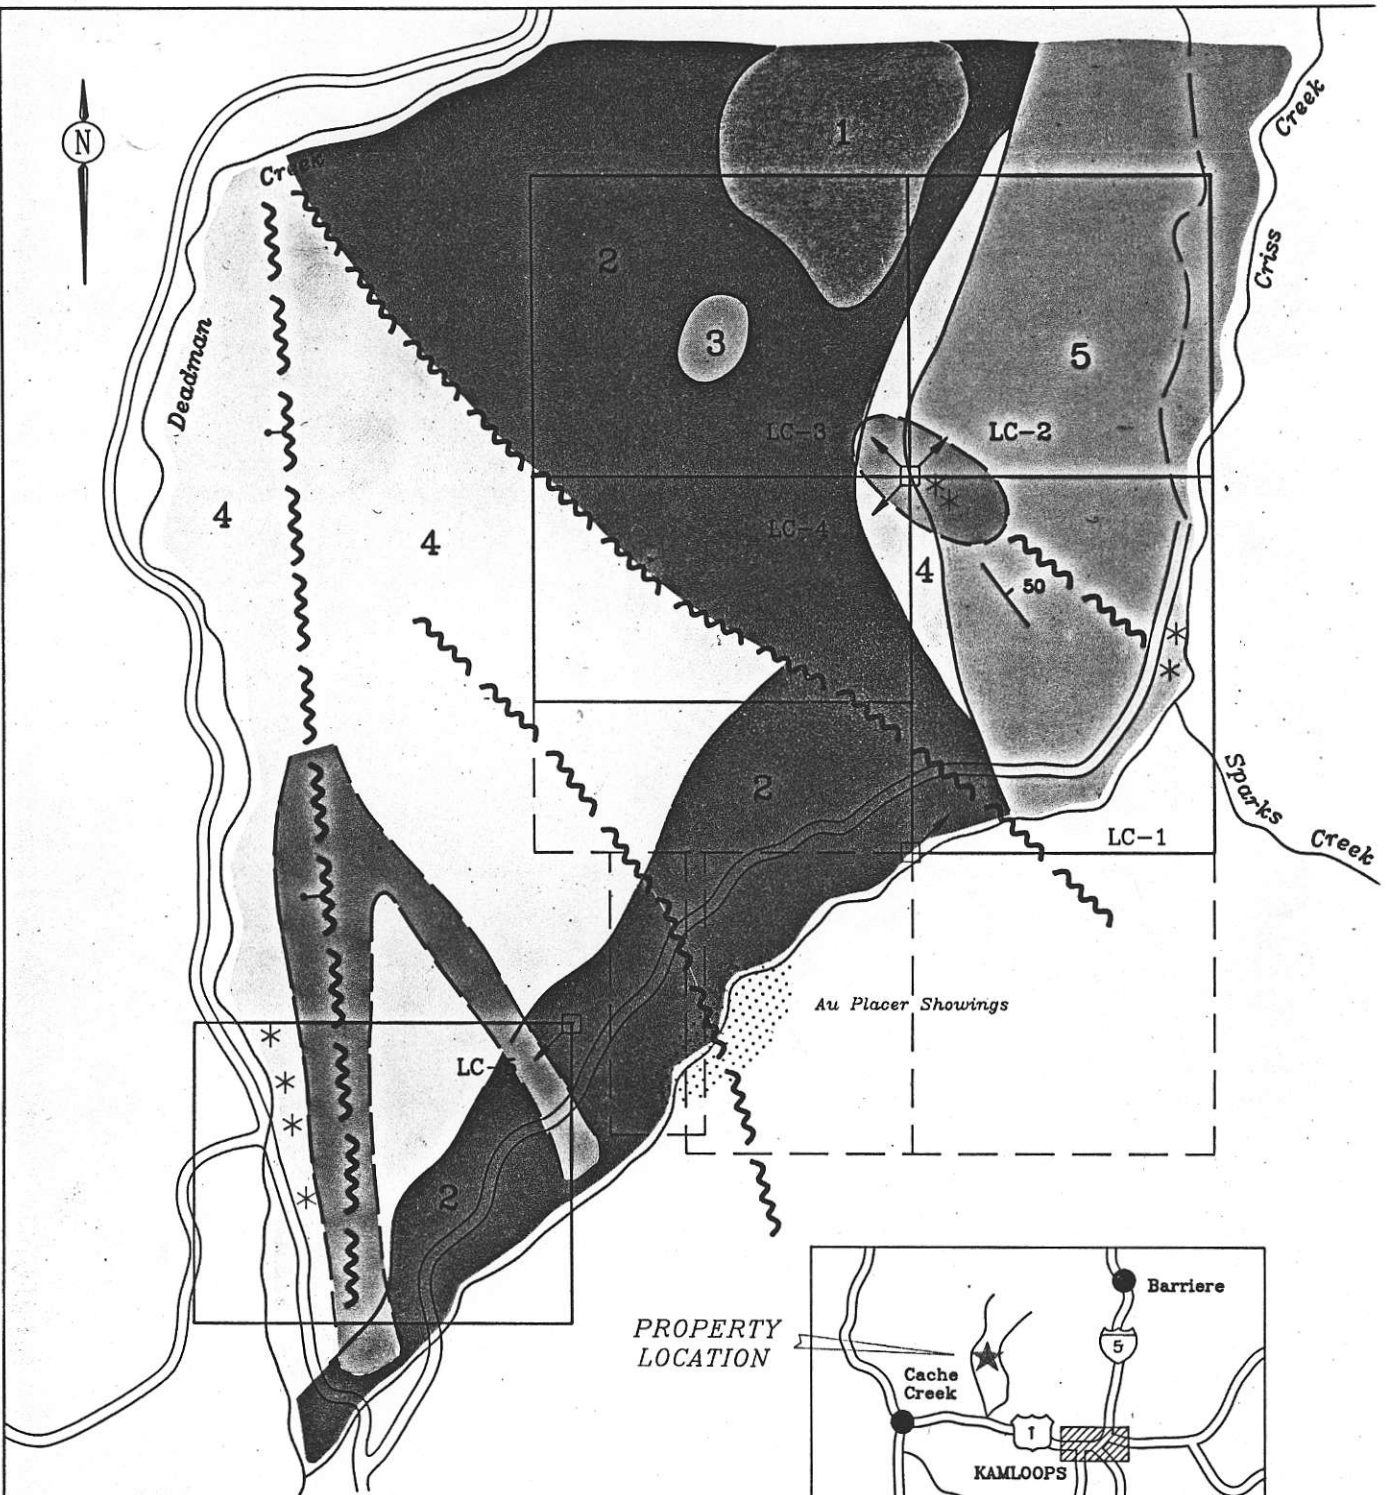 N
Creek
Criss
Creek
Deadman
1
2
3
5
LC-3
LC-2
4
4
LC-4
4
50
2
Sparks
Creek
LC-1
Au Placer Showings
LC-
2
PROPERTY
LOCATION
Barriere
5
Cache
Creek
1
KAMLOOPS